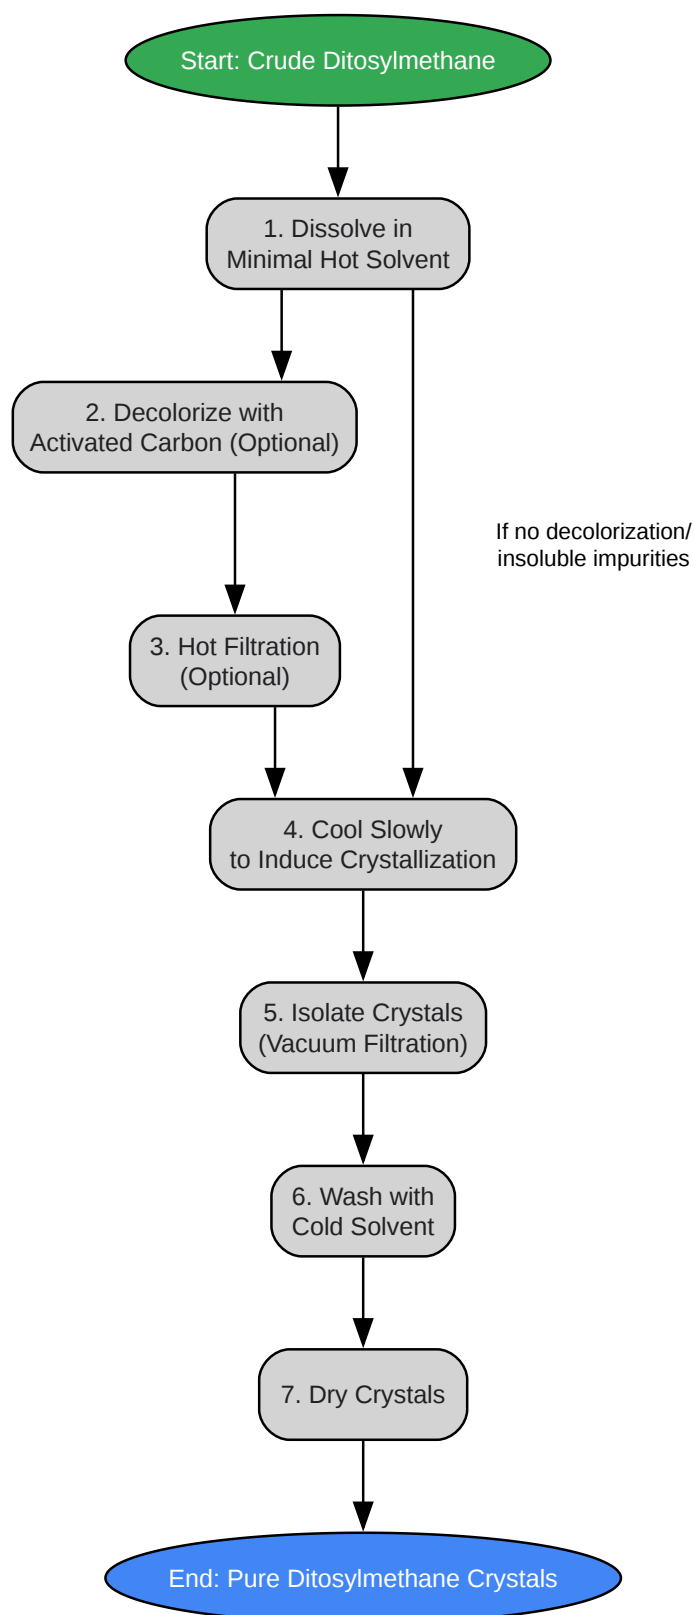 Start: Crude Ditosylmethane
1. Dissolve in
Minimal Hot Solvent
2. Decolorize with
Activated Carbon (Optional)
If no decolorization/
insoluble impurities
3. Hot Filtration
(Optional)
4. Cool Slowly
to Induce Crystallization
5. Isolate Crystals
(Vacuum Filtration)
6. Wash with
Cold Solvent
7. Dry Crystals
End: Pure Ditosylmethane Crystals